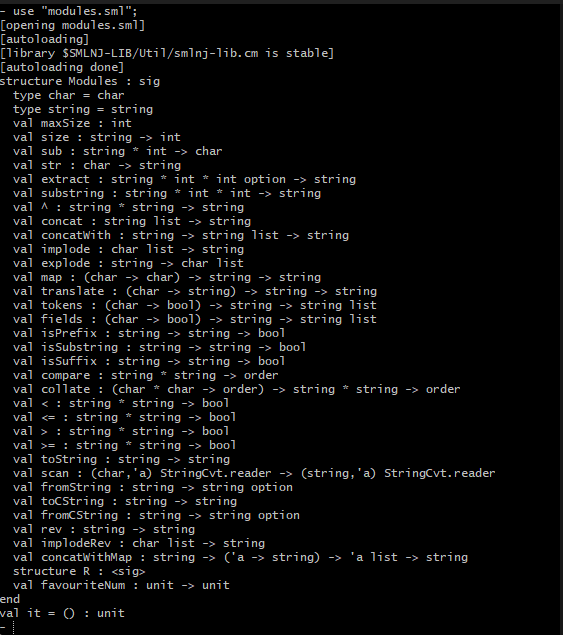 - use "modules.sml";
[opening modules.sml]
[autoloading]
[library $SMLNJ-LIB/Util/smlnj-lib.cm is stable]
[autoloading done]
structure Modules : sig
  type char = char
  type string = string
  val maxSize : int
  val size : string -> int
  val sub : string * int -> char
  val str : char -> string
  val extract : string * int * int option -> string
  val substring : string * int * int -> string
  val ^ : string * string -> string
  val concat : string list -> string
  val concatWith : string -> string list -> string
  val implode : char list -> string
  val explode : string -> char list
  val map : (char -> char) -> string -> string
  val translate : (char -> string) -> string -> string
  val tokens : (char -> bool) -> string -> string list
  val fields : (char -> bool) -> string -> string list
  val isPrefix : string -> string -> bool
  val isSubstring : string -> string -> bool
  val isSuffix : string -> string -> bool
  val compare : string * string -> order
  val collate : (char * char -> order) -> string * string -> order
  val < : string * string -> bool
  val <= : string * string -> bool
  val > : string * string -> bool
  val >= : string * string -> bool
  val toString : string -> string
  val scan : (char,'a) StringCvt.reader -> (string,'a) StringCvt.reader
  val fromString : string -> string option
  val toCString : string -> string
  val fromCString : string -> string option
  val rev : string -> string
  val implodeRev : char list -> string
  val concatWithMap : string -> ('a -> string) -> 'a list -> string
  structure R : <sig>
  val favouriteNum : unit -> unit
end
val it = () : unit
-